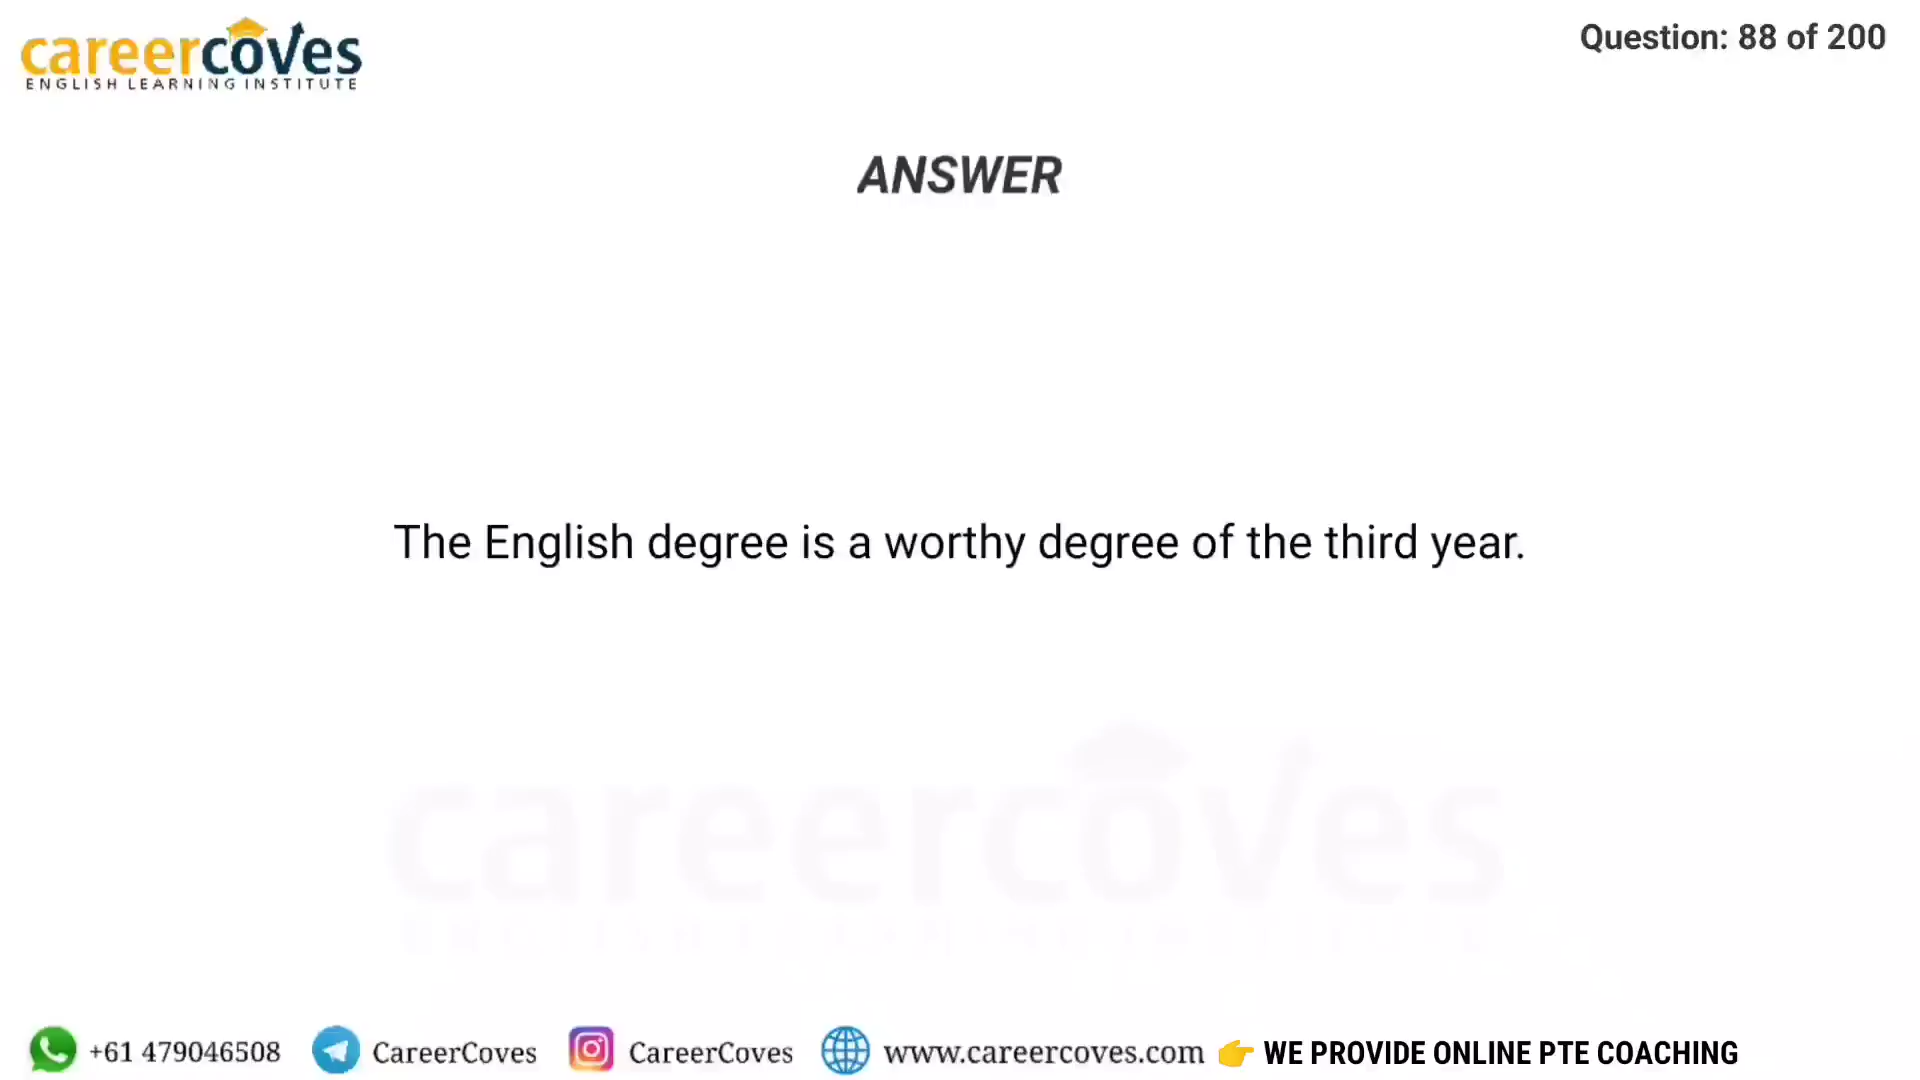 careercoves
ENGLISH LEARNING INSTITUTE
Question: 88 of 200
ANSWER
The English degree is a worthy degree of the third year.
careercoves
+61 479046508 CareerCoves CareerCoves www.careercoves.com 👉 WE PROVIDE ONLINE PTE COACHING